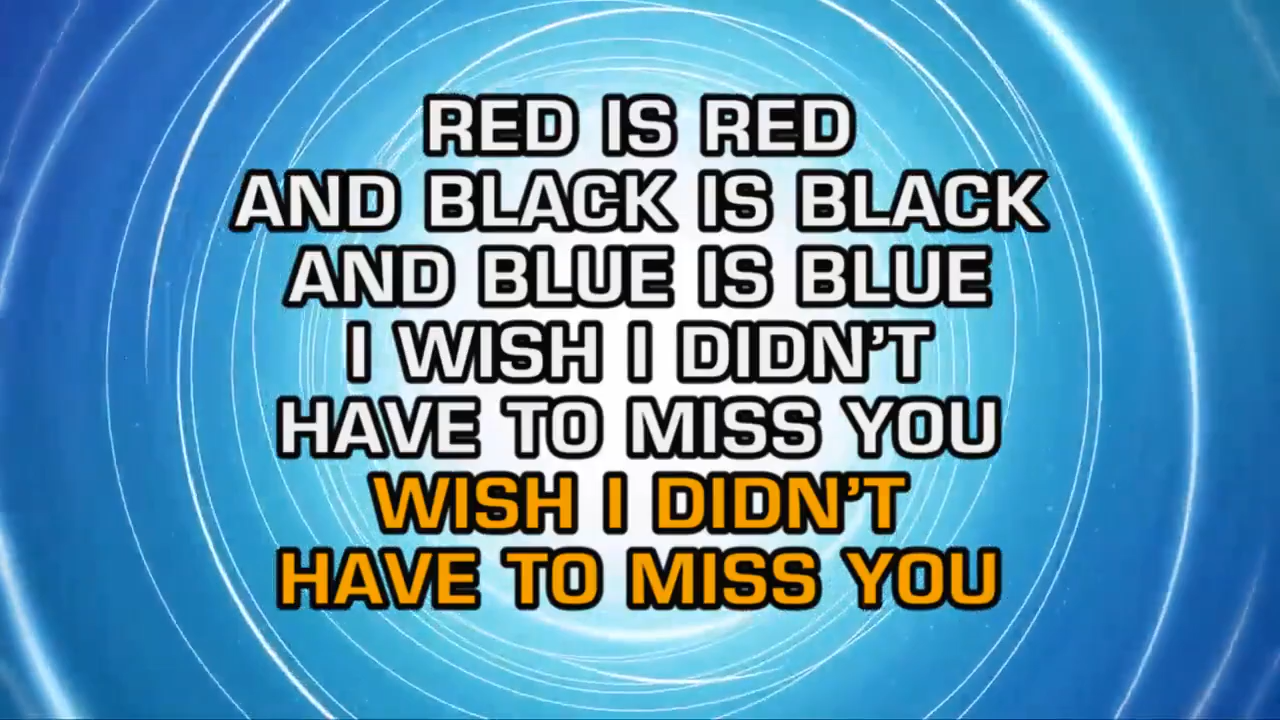 RED IS RED
AND BLACK IS BLACK
AND BLUE IS BLUE
I WISH I DIDN’T
HAVE TO MISS YOU
WISH I DIDN’T
HAVE TO MISS YOU